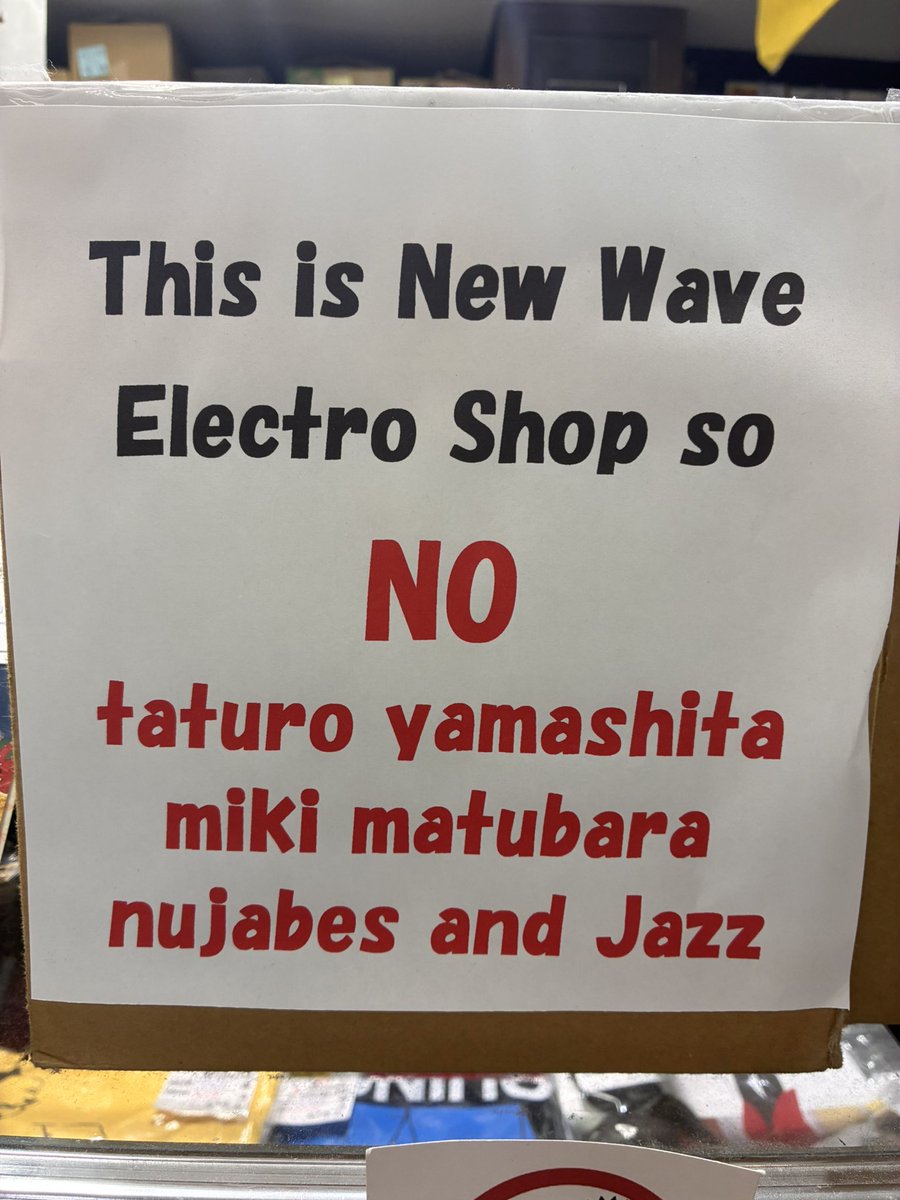 This is New Wave
Electro Shop so
NO
taturo yamashita
miki matubara
nujabes and Jazz